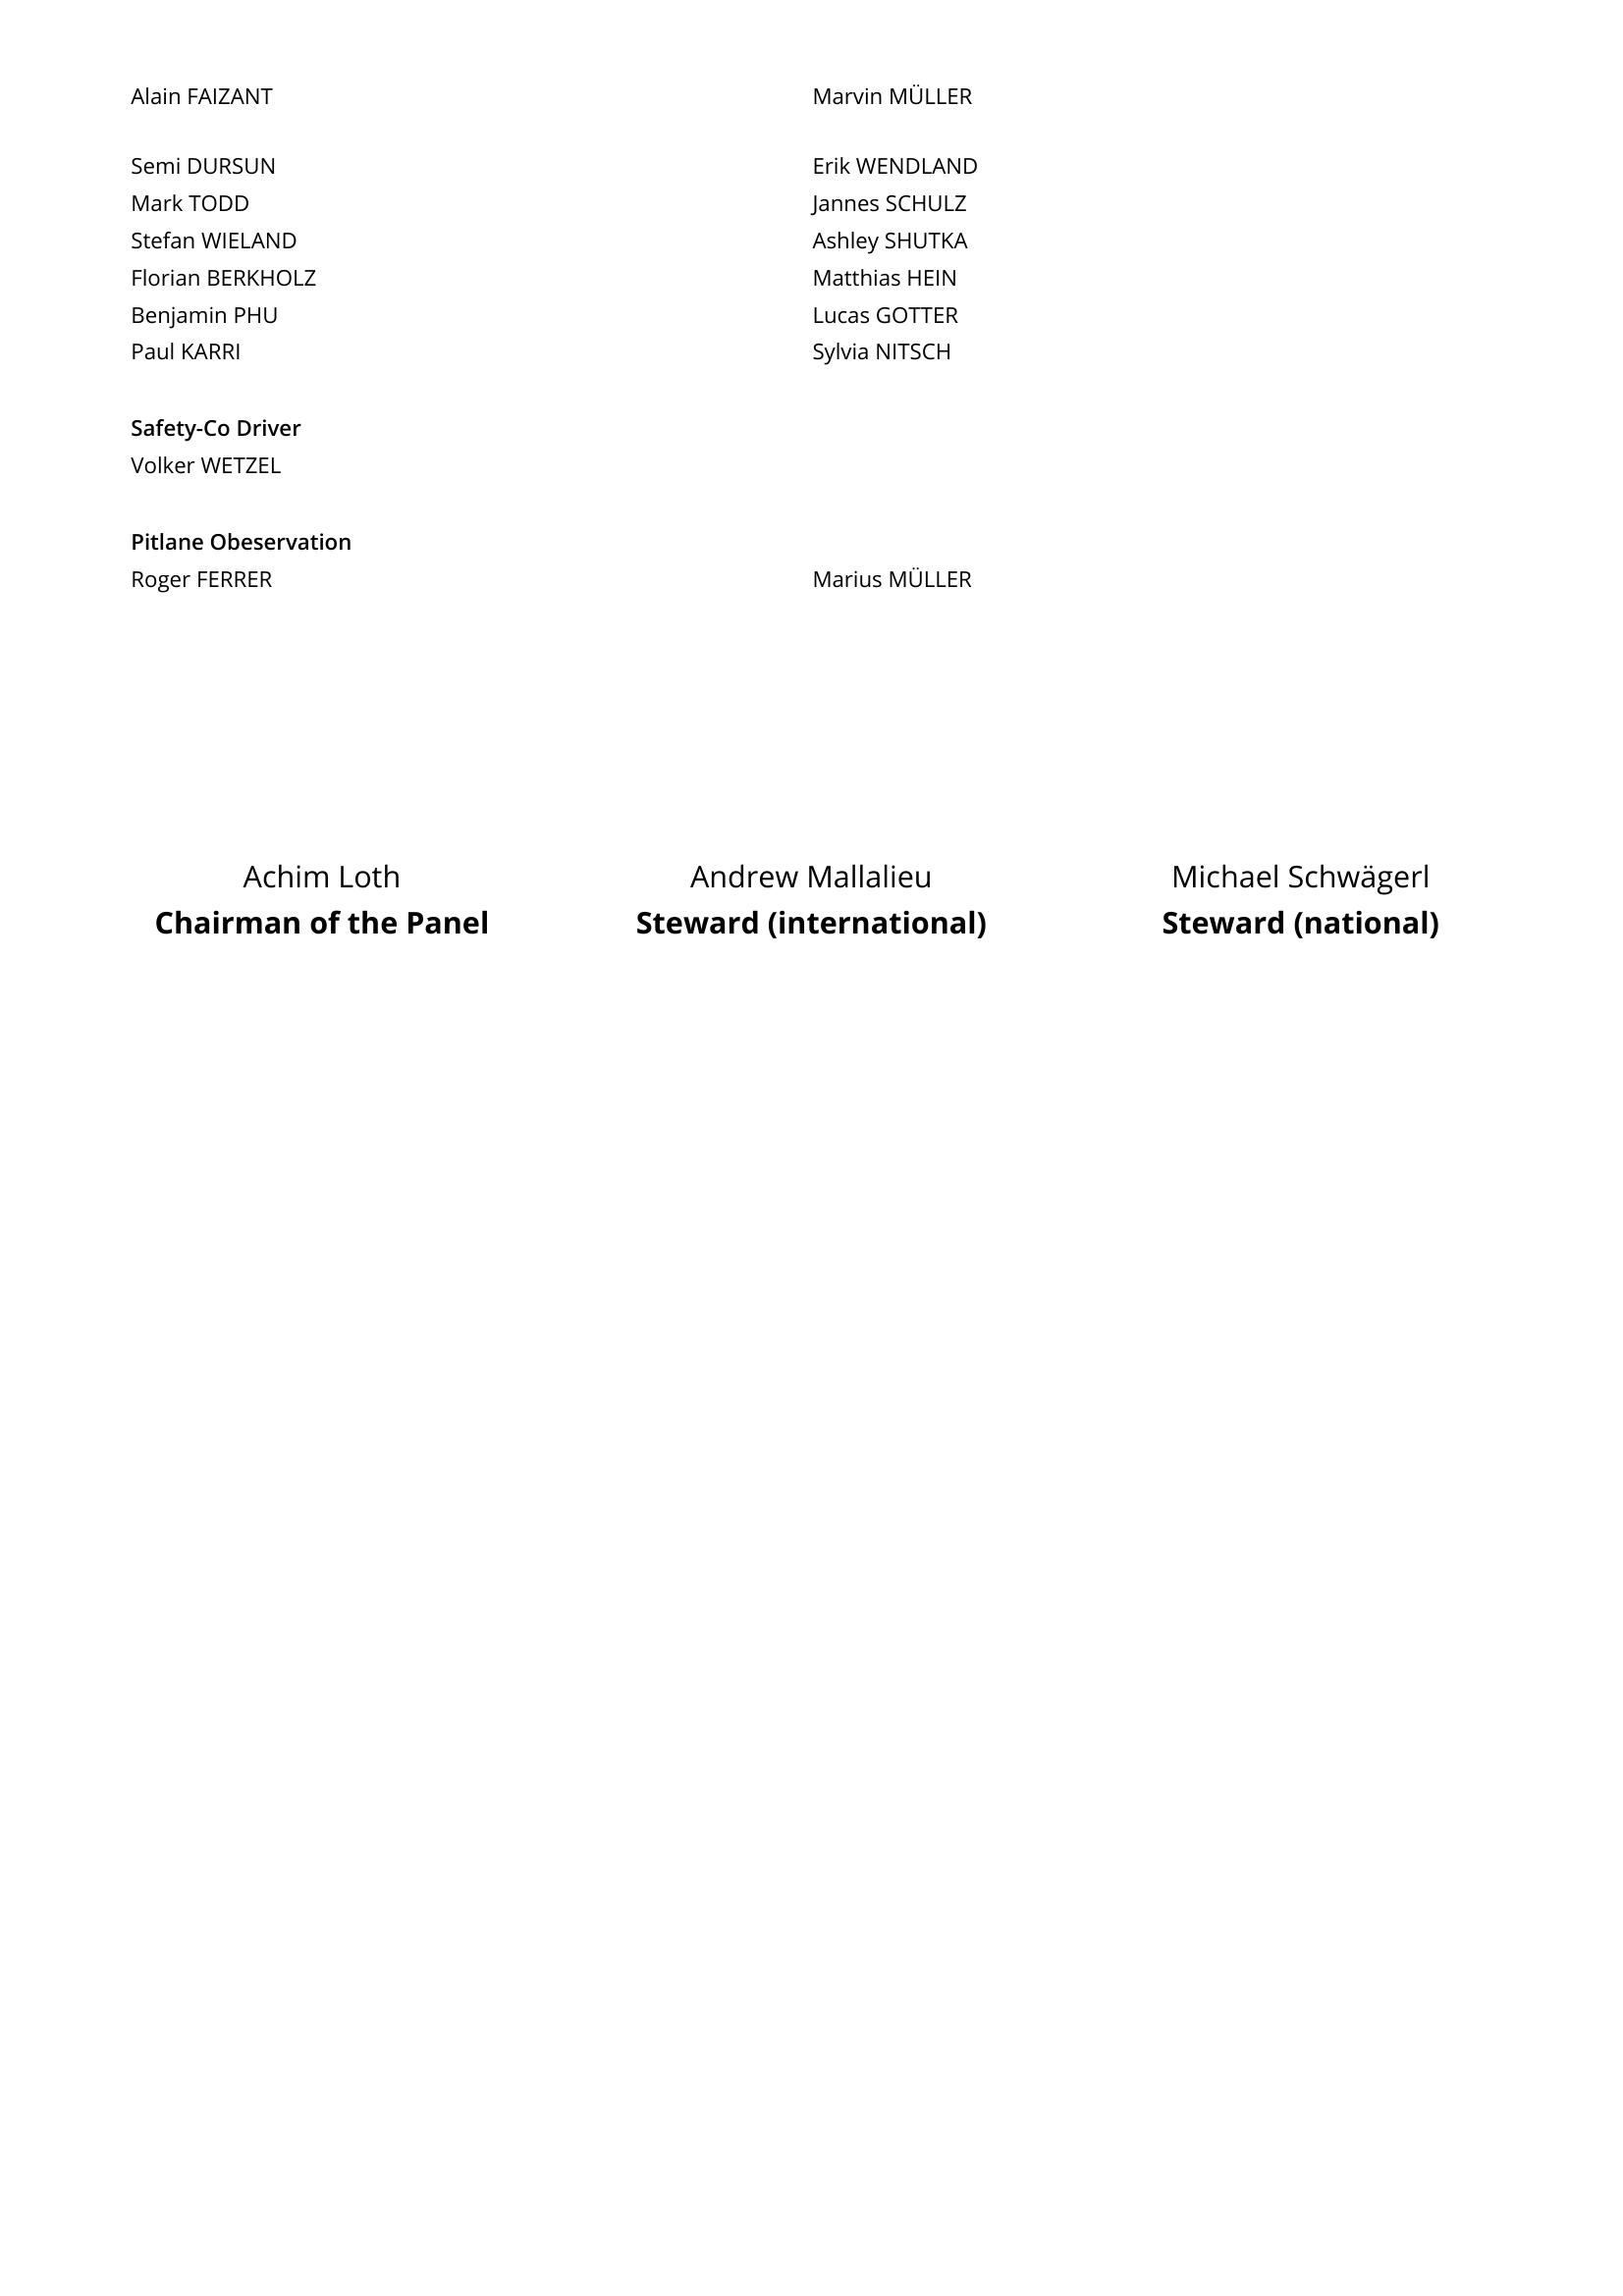 Alain FAIZANT Marvin MÜLLER
Semi DURSUN Erik WENDLAND
Mark TODD Jannes SCHULZ
Stefan WIELAND Ashley SHUTKA
Florian BERKHOLZ Matthias HEIN
Benjamin PHU Lucas GOTTER
Paul KARRI Sylvia NITSCH
Safety-Co Driver
Volker WETZEL
Pitlane Obeservation
Roger FERRER Marius MÜLLER
Achim Loth Andrew Mallalieu Michael Schwägerl
Chairman of the Panel Steward (international) Steward (national)